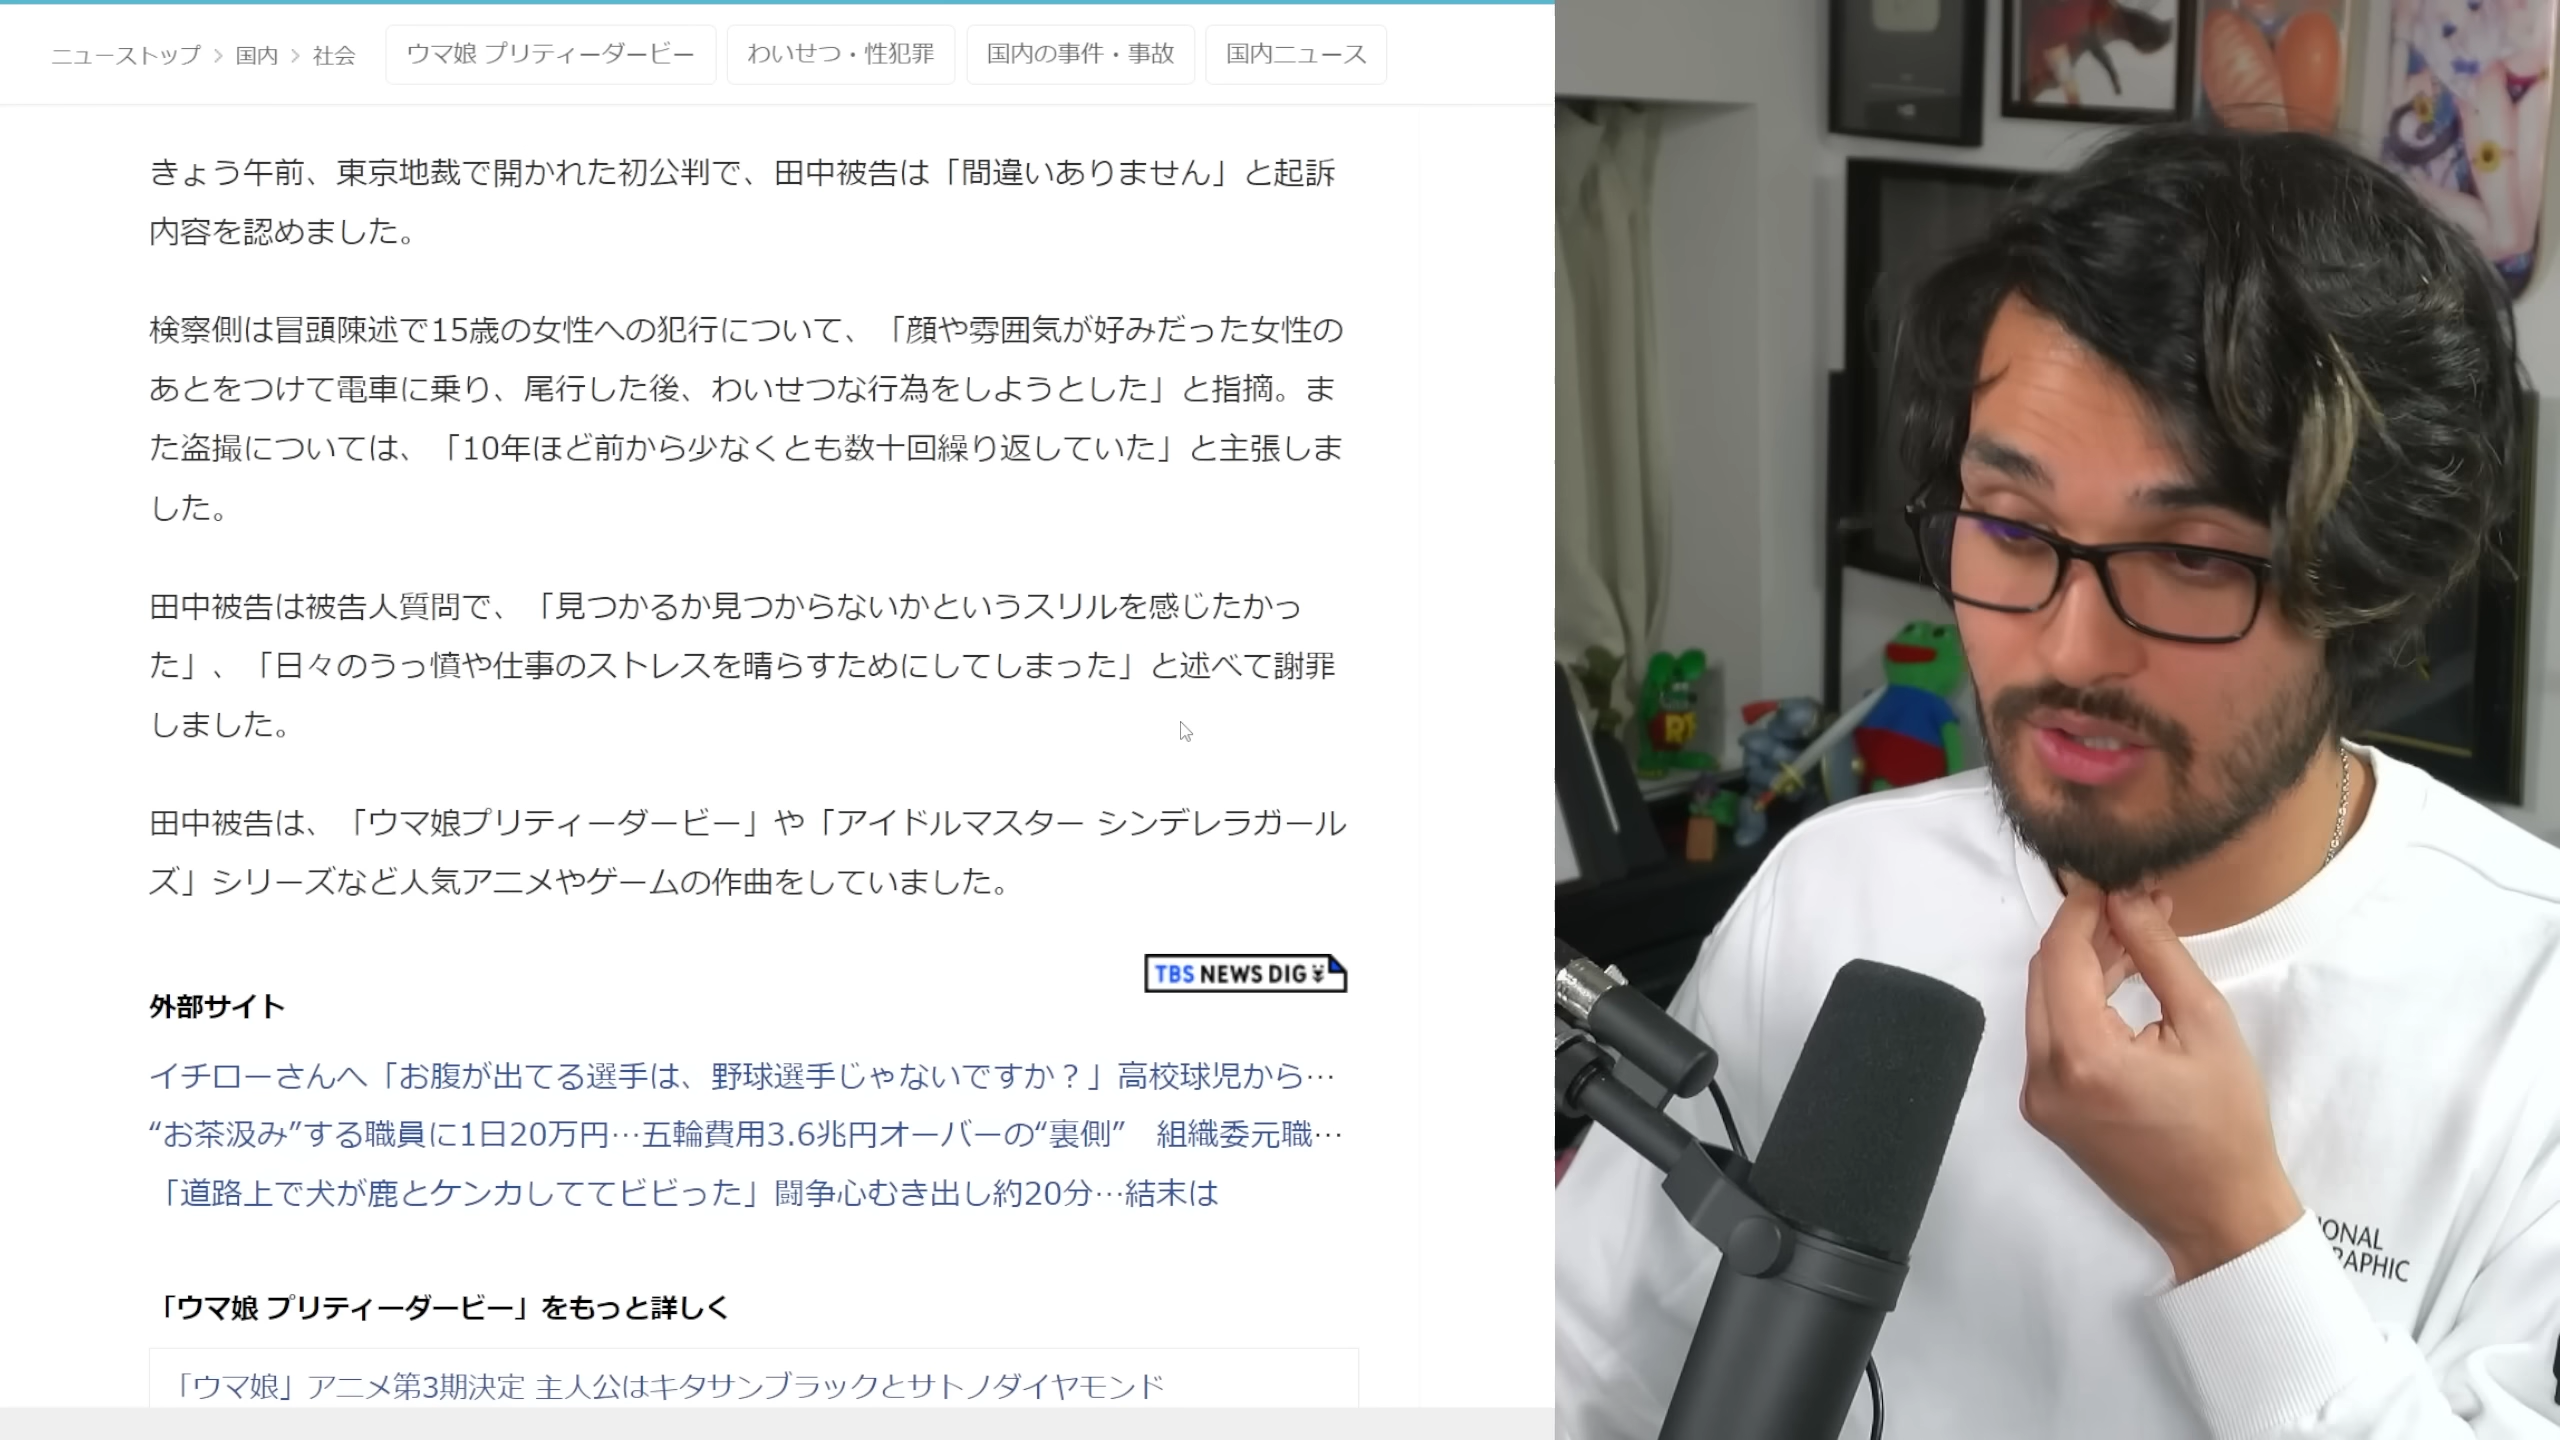 ニューストップ > 国内 > 社会 ウマ娘 プリティーダービー わいせつ・性犯罪 国内の事件・事故 国内ニュース
きょう午前、東京地裁で開かれた初公判で、田中被告は「間違いありません」と起訴
内容を認めました。
検察側は冒頭陳述で15歳の女性への犯行について、「顔や雰囲気が好みだった女性の
あとをつけて電車に乗り、尾行した後、わいせつな行為をしようとした」と指摘。ま
た盗撮については、「10年ほど前から少なくとも数十回繰り返していた」と主張しま
した。
田中被告は被告人質問で、「見つかるか見つからないかというスリルを感じたかっ
た」、「日々のうっ憤や仕事のストレスを晴らすためにしてしまった」と述べて謝罪
しました。
田中被告は、「ウマ娘プリティーダービー」や「アイドルマスター シンデレラガール
ズ」シリーズなど人気アニメやゲームの作曲をしていました。
TBS NEWS DIG
外部サイト
イチローさんへ「お腹が出てる選手は、野球選手じゃないですか？」高校球児から…
“お茶汲み”する職員に1日20万円…五輪費用3.6兆円オーバーの“裏側”　組織委元職…
「道路上で犬が鹿とケンカしててビビった」闘争心むき出し約20分…結末は
「ウマ娘 プリティーダービー」をもっと詳しく
「ウマ娘」アニメ第3期決定 主人公はキタサンブラックとサトノダイヤモンド
RF
IONAL
RAPHIC